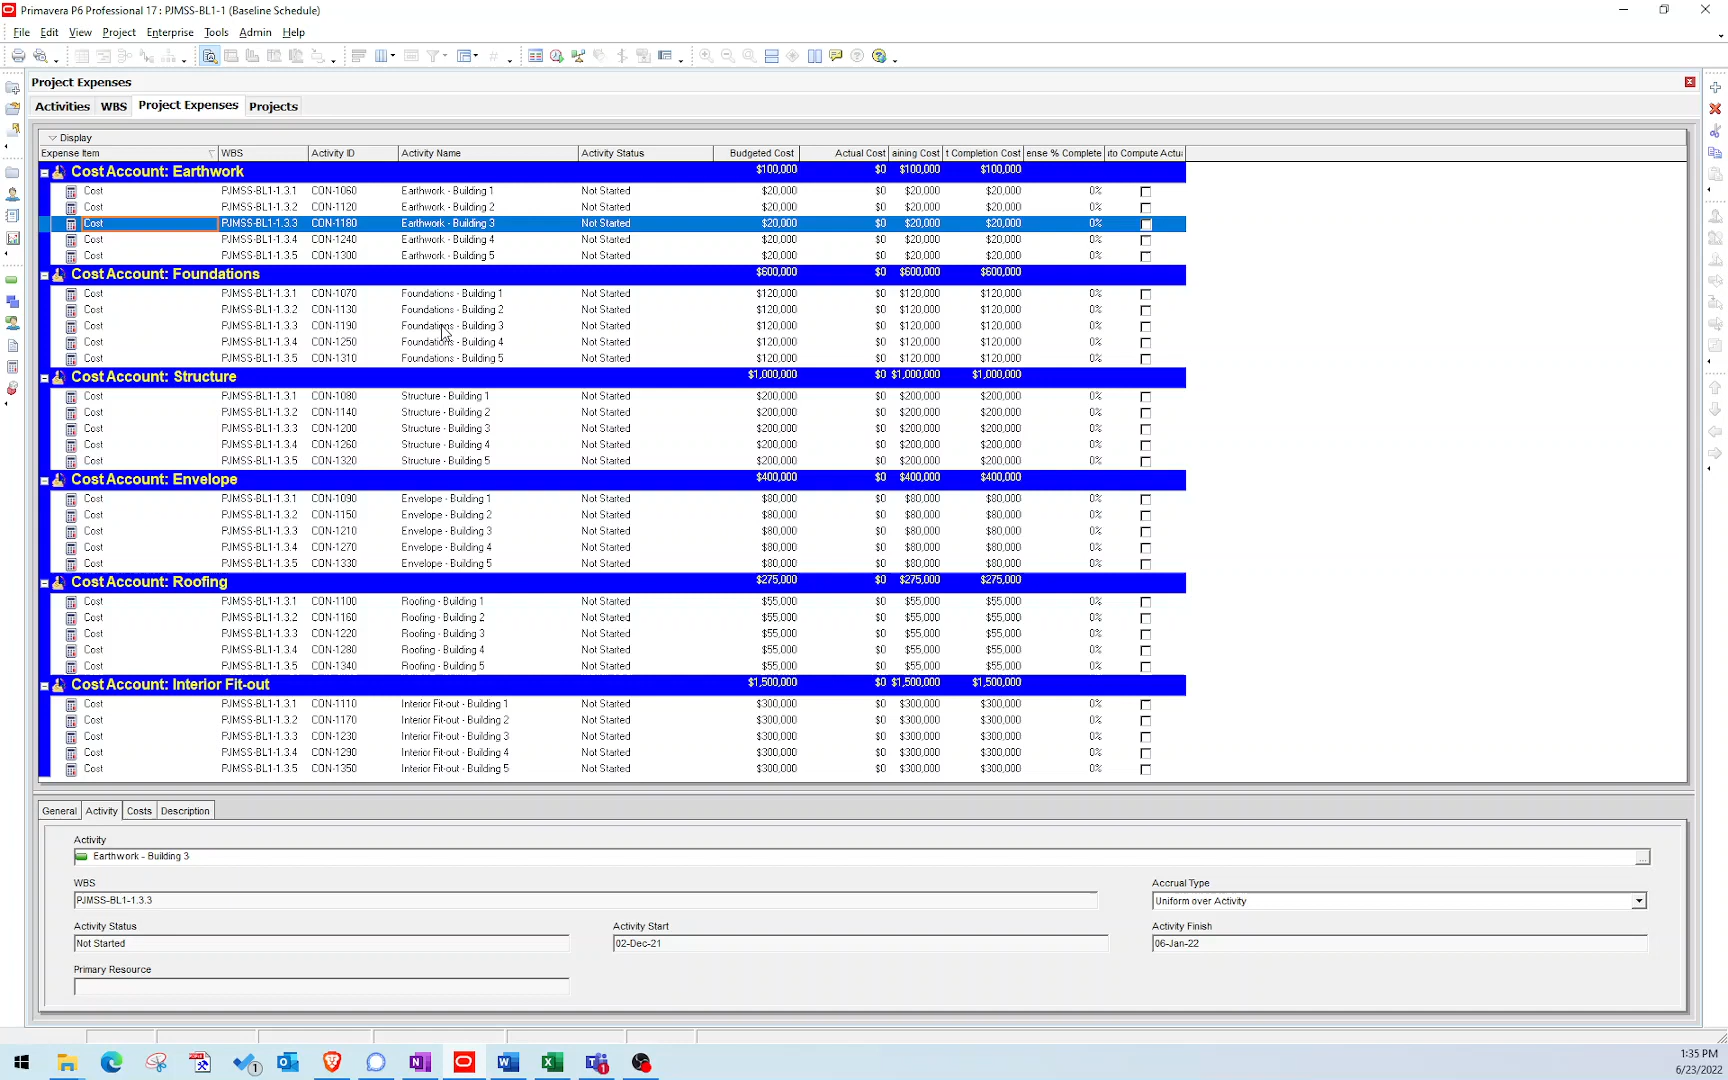 Primavera P6 Professional 17 : PJMSS-BL1-1 (Baseline Schedule)
File Edit View Project Enterprise Tools Admin Help
Project Expenses
Activities WBS Project Expenses Projects
Display
Expense Item WBS Activity ID Activity Name Activity Status Budgeted Cost Actual Cost aining Cost t Completion Cost ense % Complete ito Compute Actu
Cost Account: Earthwork $100,000 $0 $100,000 $100,000
Cost PJMSS-BL1-1.3.1 CON-1060 Earthwork - Building 1 Not Started $20,000 $0 $20,000 $20,000 0%
Cost PJMSS-BL1-1.3.2 CON-1120 Earthwork - Building 2 Not Started $20,000 $0 $20,000 $20,000 0%
Cost PJMSS-BL1-1.3.3 CON-1180 Earthwork - Building 3 Not Started $20,000 $0 $20,000 $20,000 0%
Cost PJMSS-BL1-1.3.4 CON-1240 Earthwork - Building 4 Not Started $20,000 $0 $20,000 $20,000 0%
Cost PJMSS-BL1-1.3.5 CON-1300 Earthwork - Building 5 Not Started $20,000 $0 $20,000 $20,000 0%
Cost Account: Foundations $600,000 $0 $600,000 $600,000
Cost PJMSS-BL1-1.3.1 CON-1070 Foundations - Building 1 Not Started $120,000 $0 $120,000 $120,000 0%
Cost PJMSS-BL1-1.3.2 CON-1130 Foundations - Building 2 Not Started $120,000 $0 $120,000 $120,000 0%
Cost PJMSS-BL1-1.3.3 CON-1190 Foundations - Building 3 Not Started $120,000 $0 $120,000 $120,000 0%
Cost PJMSS-BL1-1.3.4 CON-1250 Foundations - Building 4 Not Started $120,000 $0 $120,000 $120,000 0%
Cost PJMSS-BL1-1.3.5 CON-1310 Foundations - Building 5 Not Started $120,000 $0 $120,000 $120,000 0%
Cost Account: Structure $1,000,000 $0 $1,000,000 $1,000,000
Cost PJMSS-BL1-1.3.1 CON-1080 Structure - Building 1 Not Started $200,000 $0 $200,000 $200,000 0%
Cost PJMSS-BL1-1.3.2 CON-1140 Structure - Building 2 Not Started $200,000 $0 $200,000 $200,000 0%
Cost PJMSS-BL1-1.3.3 CON-1200 Structure - Building 3 Not Started $200,000 $0 $200,000 $200,000 0%
Cost PJMSS-BL1-1.3.4 CON-1260 Structure - Building 4 Not Started $200,000 $0 $200,000 $200,000 0%
Cost PJMSS-BL1-1.3.5 CON-1320 Structure - Building 5 Not Started $200,000 $0 $200,000 $200,000 0%
Cost Account: Envelope $400,000 $0 $400,000 $400,000
Cost PJMSS-BL1-1.3.1 CON-1090 Envelope - Building 1 Not Started $80,000 $0 $80,000 $80,000 0%
Cost PJMSS-BL1-1.3.2 CON-1150 Envelope - Building 2 Not Started $80,000 $0 $80,000 $80,000 0%
Cost PJMSS-BL1-1.3.3 CON-1210 Envelope - Building 3 Not Started $80,000 $0 $80,000 $80,000 0%
Cost PJMSS-BL1-1.3.4 CON-1270 Envelope - Building 4 Not Started $80,000 $0 $80,000 $80,000 0%
Cost PJMSS-BL1-1.3.5 CON-1330 Envelope - Building 5 Not Started $80,000 $0 $80,000 $80,000 0%
Cost Account: Roofing $275,000 $0 $275,000 $275,000
Cost PJMSS-BL1-1.3.1 CON-1100 Roofing - Building 1 Not Started $55,000 $0 $55,000 $55,000 0%
Cost PJMSS-BL1-1.3.2 CON-1160 Roofing - Building 2 Not Started $55,000 $0 $55,000 $55,000 0%
Cost PJMSS-BL1-1.3.3 CON-1220 Roofing - Building 3 Not Started $55,000 $0 $55,000 $55,000 0%
Cost PJMSS-BL1-1.3.4 CON-1280 Roofing - Building 4 Not Started $55,000 $0 $55,000 $55,000 0%
Cost PJMSS-BL1-1.3.5 CON-1340 Roofing - Building 5 Not Started $55,000 $0 $55,000 $55,000 0%
Cost Account: Interior Fit-out $1,500,000 $0 $1,500,000 $1,500,000
Cost PJMSS-BL1-1.3.1 CON-1110 Interior Fit-out - Building 1 Not Started $300,000 $0 $300,000 $300,000 0%
Cost PJMSS-BL1-1.3.2 CON-1170 Interior Fit-out - Building 2 Not Started $300,000 $0 $300,000 $300,000 0%
Cost PJMSS-BL1-1.3.3 CON-1230 Interior Fit-out - Building 3 Not Started $300,000 $0 $300,000 $300,000 0%
Cost PJMSS-BL1-1.3.4 CON-1290 Interior Fit-out - Building 4 Not Started $300,000 $0 $300,000 $300,000 0%
Cost PJMSS-BL1-1.3.5 CON-1350 Interior Fit-out - Building 5 Not Started $300,000 $0 $300,000 $300,000 0%
General Activity Costs Description
Activity
Earthwork - Building 3
WBS Accrual Type
PJMSS-BL1-1.3.3 Uniform over Activity
Activity Status Activity Start Activity Finish
Not Started 02-Dec-21 06-Jan-22
Primary Resource
1:35 PM
6/23/2022